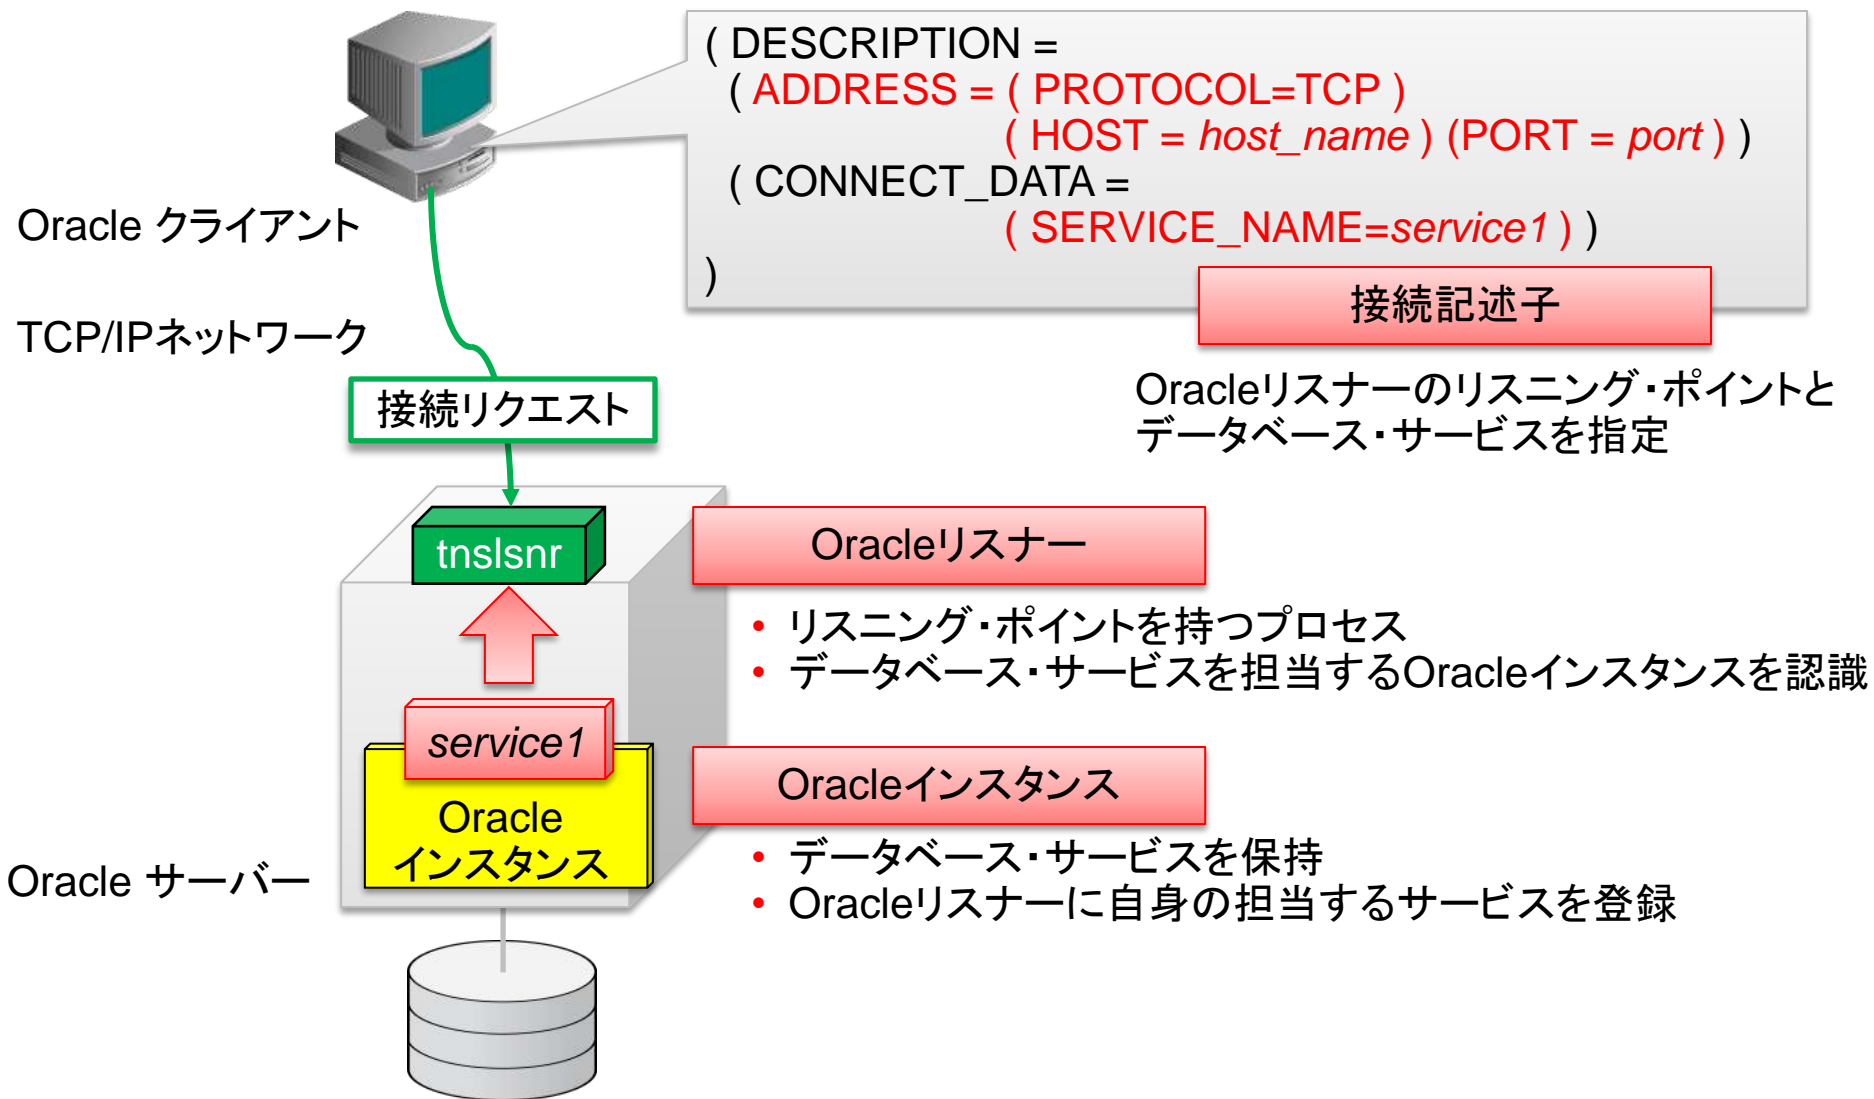 ( DESCRIPTION =
( ADDRESS = ( PROTOCOL=TCP )
( HOST = host_name ) (PORT = port ) )
( CONNECT_DATA =
( SERVICE_NAME=service1 ) )
)
接続記述子
Oracleリスナーのリスニング・ポイントと
データベース・サービスを指定
Oracle クライアント
TCP/IPネットワーク
接続リクエスト
tnslsnr
Oracleリスナー
• リスニング・ポイントを持つプロセス
• データベース・サービスを担当するOracleインスタンスを認識
service1
Oracle
インスタンス
Oracleインスタンス
• データベース・サービスを保持
• Oracleリスナーに自身の担当するサービスを登録
Oracle サーバー